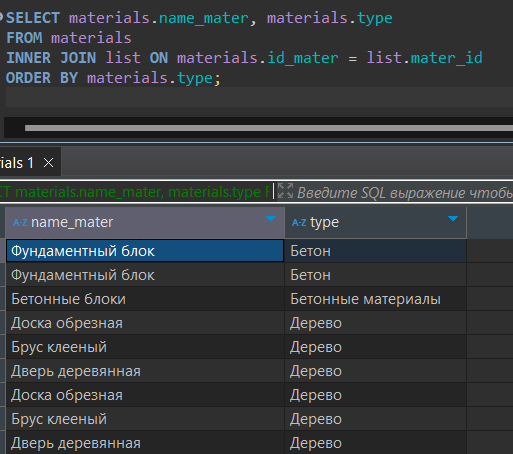 SELECT materials.name_mater, materials.type
FROM materials
INNER JOIN list ON materials.id_mater = list.mater_id
ORDER BY materials.type;
ials 1
CT materials.name_mater, materials.type F Введите SQL выражение чтобы
A-Z name_mater A-Z type
Фундаментный блок Бетон
Фундаментный блок Бетон
Бетонные блоки Бетонные материалы
Доска обрезная Дерево
Брус клееный Дерево
Дверь деревянная Дерево
Доска обрезная Дерево
Брус клееный Дерево
Дверь деревянная Дерево